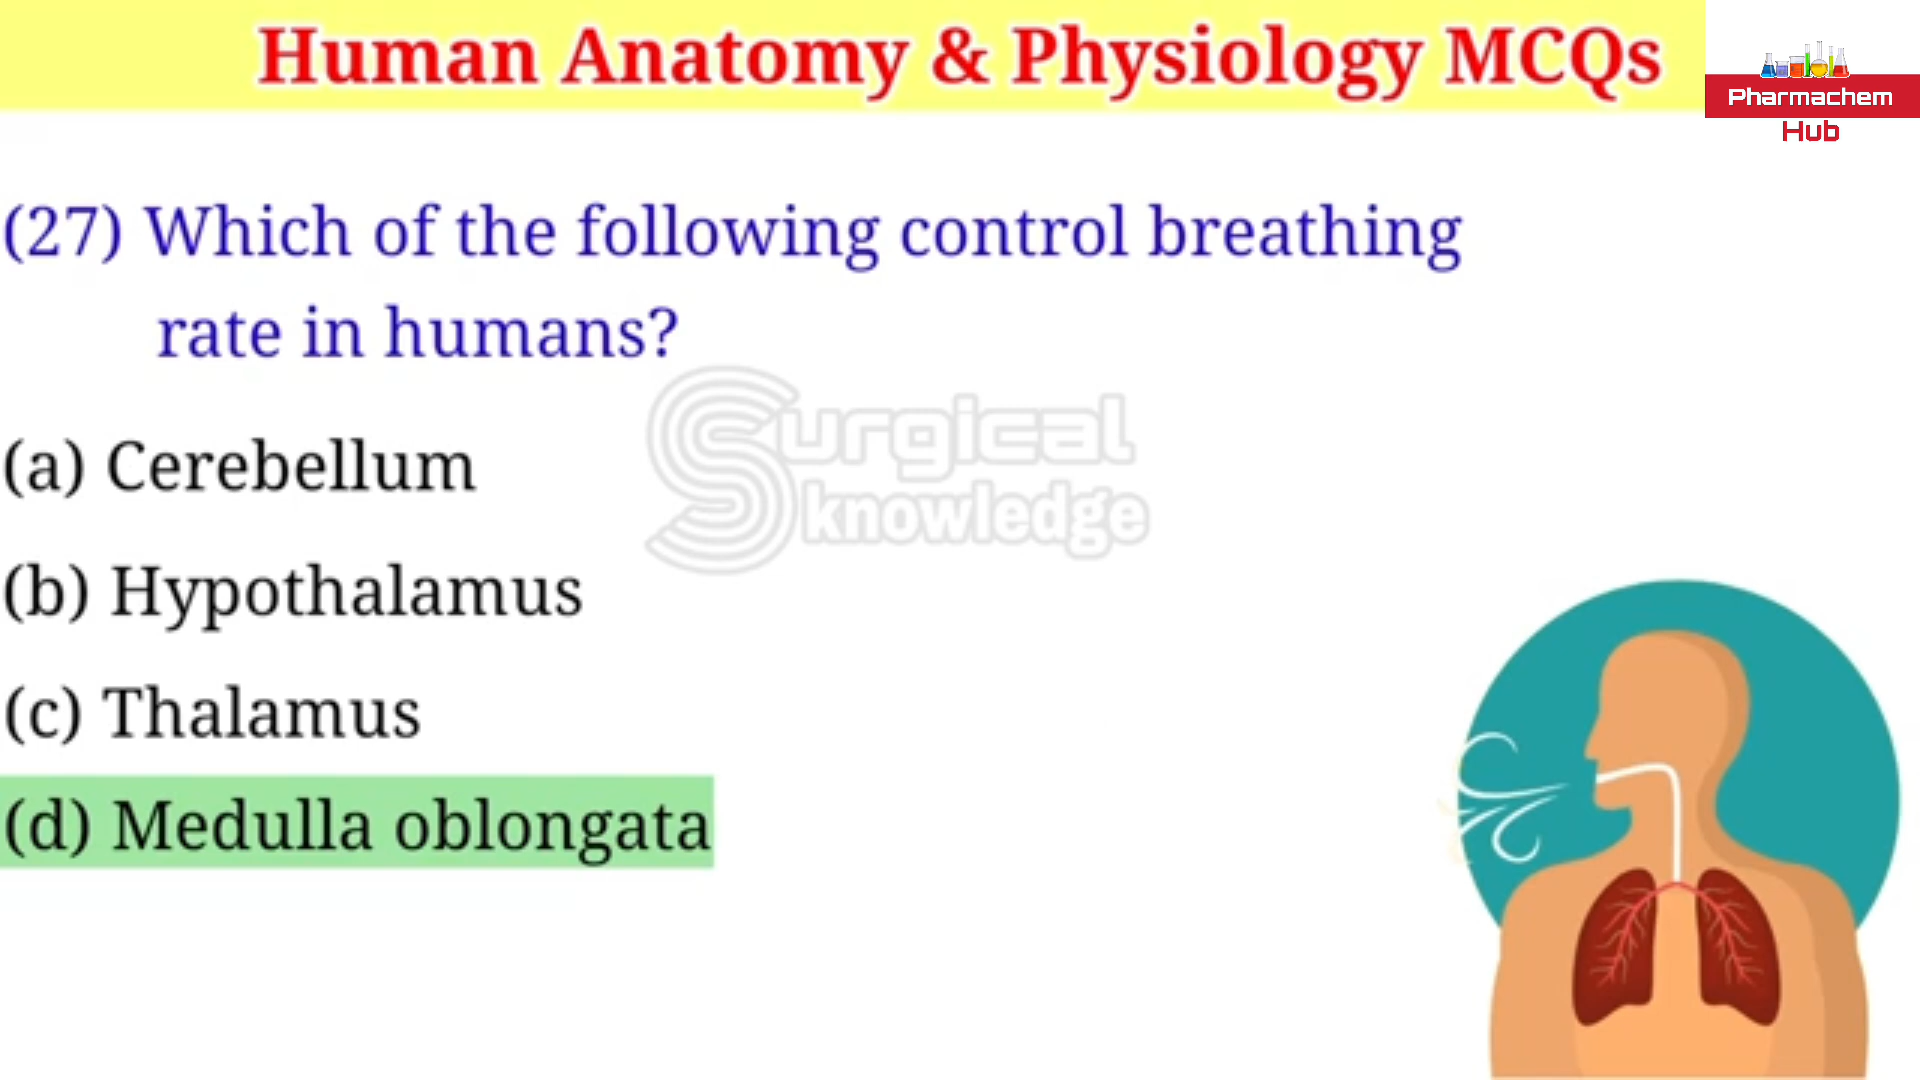 Human Anatomy & Physiology MCQs
Pharmachem
Hub
(27) Which of the following control breathing
rate in humans?
Surgical
knowledge
(a) Cerebellum
(b) Hypothalamus
(c) Thalamus
(d) Medulla oblongata